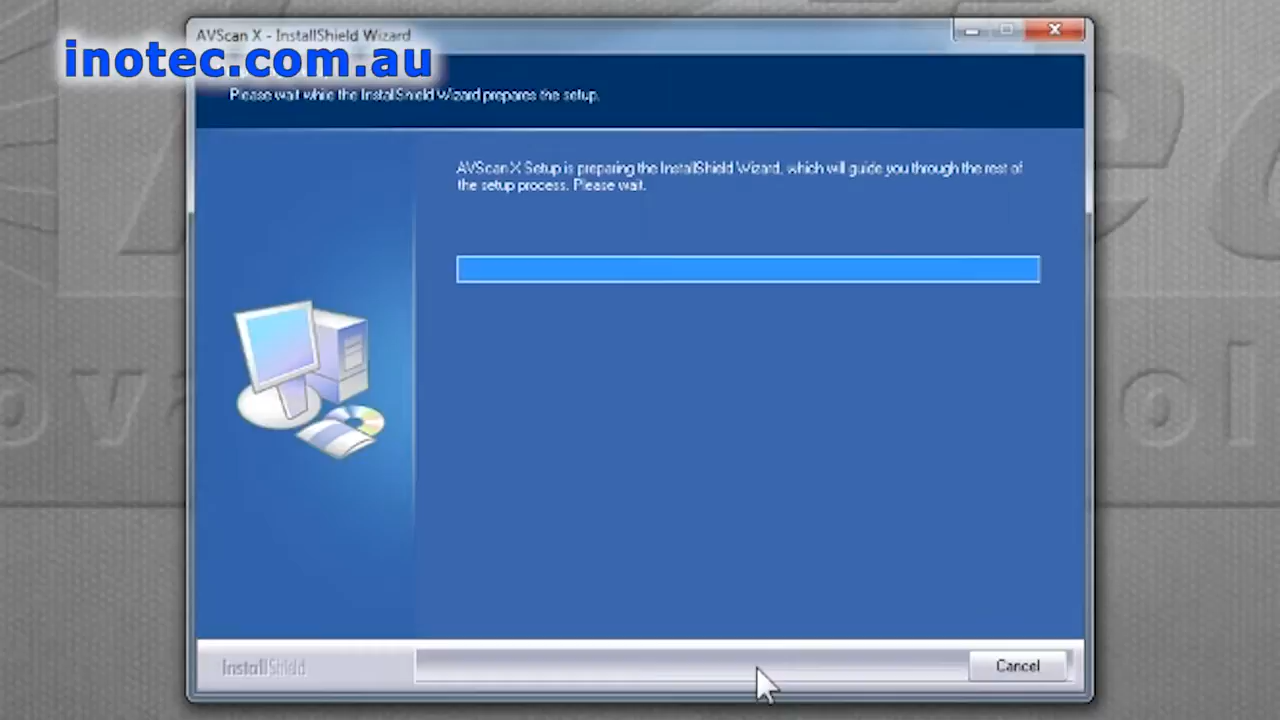 AVScan X - InstallShield Wizard
inotec.com.au
Please wait while the InstallShield Wizard prepares the setup.
AVScan X Setup is preparing the InstallShield Wizard, which will guide you through the rest of
the setup process. Please wait.
InstallShield
Cancel